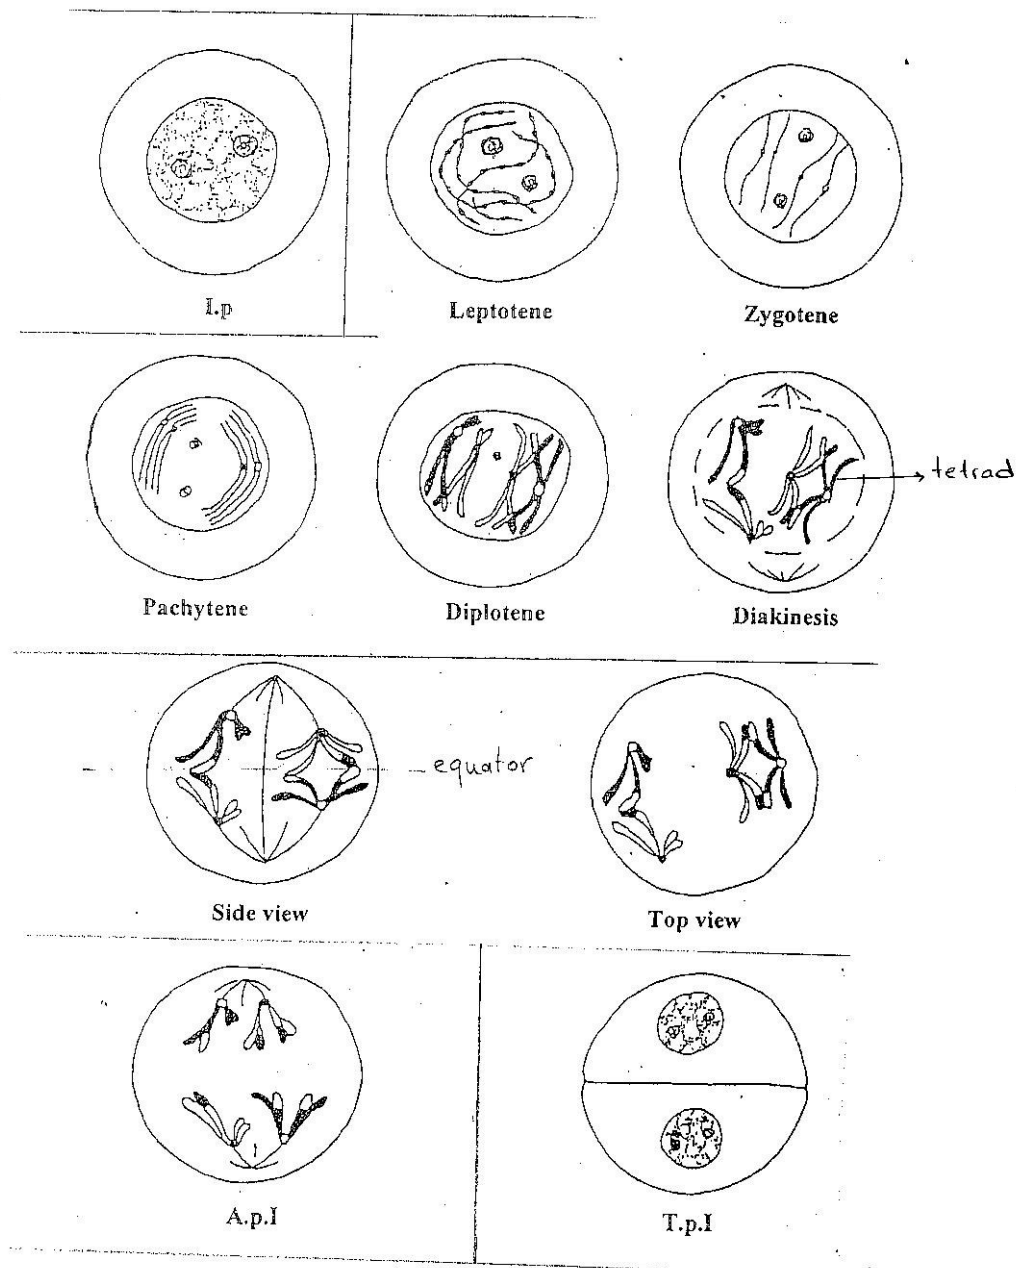 I.p
Leptotene
Zygotene
tetrad
Pachytene
Diplotene
Diakinesis
equator
Side view
Top view
A.p.I
T.p.I